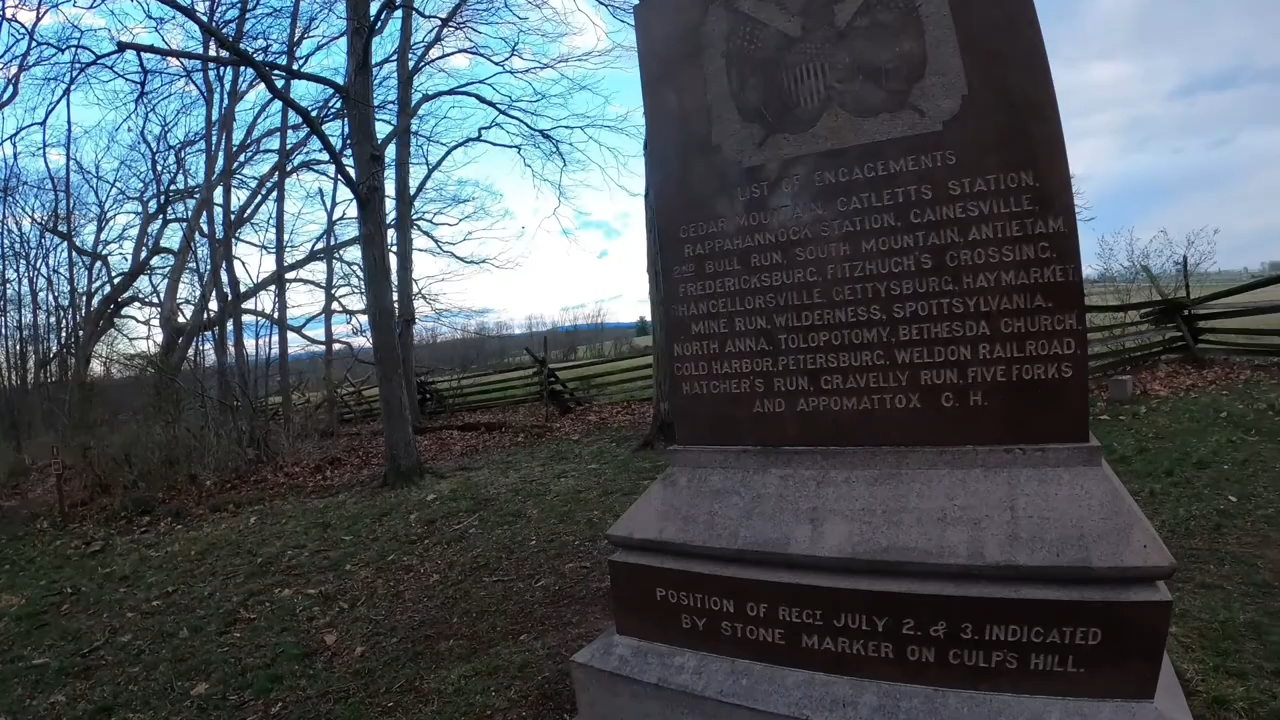 LIST OF ENGAGEMENTS
CEDAR MOUNTAIN, CATLETTS STATION,
RAPPAHANNOCK STATION, GAINESVILLE,
2ND BULL RUN, SOUTH MOUNTAIN, ANTIETAM,
FREDERICKSBURG, FITZHUGH'S CROSSING,
CHANCELLORSVILLE, GETTYSBURG, HAYMARKET,
MINE RUN, WILDERNESS, SPOTTSYLVANIA,
NORTH ANNA, TOLOPOTOMY, BETHESDA CHURCH,
COLD HARBOR, PETERSBURG, WELDON RAILROAD,
HATCHER'S RUN, GRAVELLY RUN, FIVE FORKS
AND APPOMATTOX C. H.
POSITION OF REGT JULY 2. & 3. INDICATED
BY STONE MARKER ON CULP'S HILL.